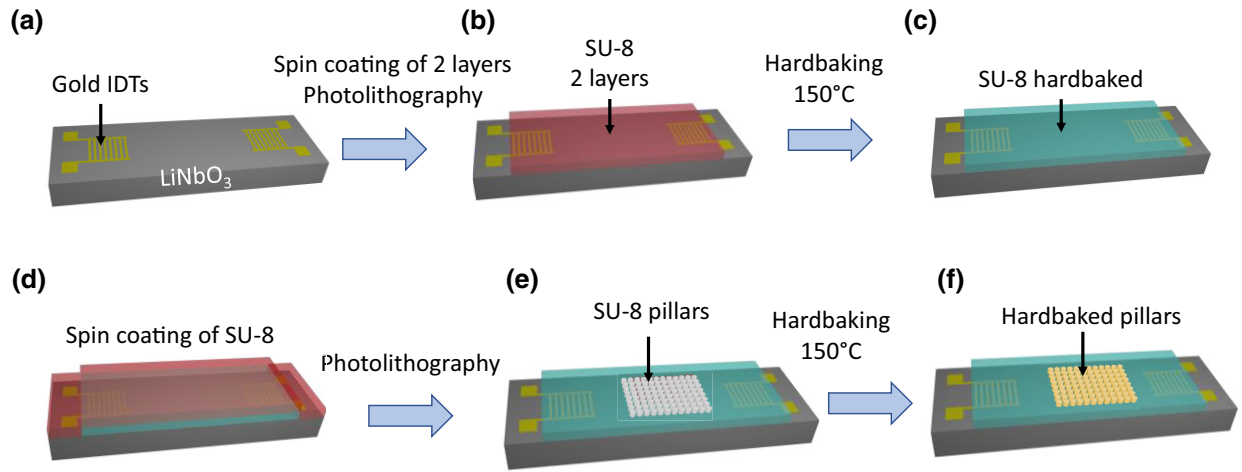 (a)
Gold IDTs
LiNbO₃
Spin coating of 2 layers
Photolithography
(b)
SU-8
2 layers
Hardbaking
150°C
(c)
SU-8 hardbaked
(d)
Spin coating of SU-8
Photolithography
(e)
SU-8 pillars
Hardbaking
150°C
(f)
Hardbaked pillars